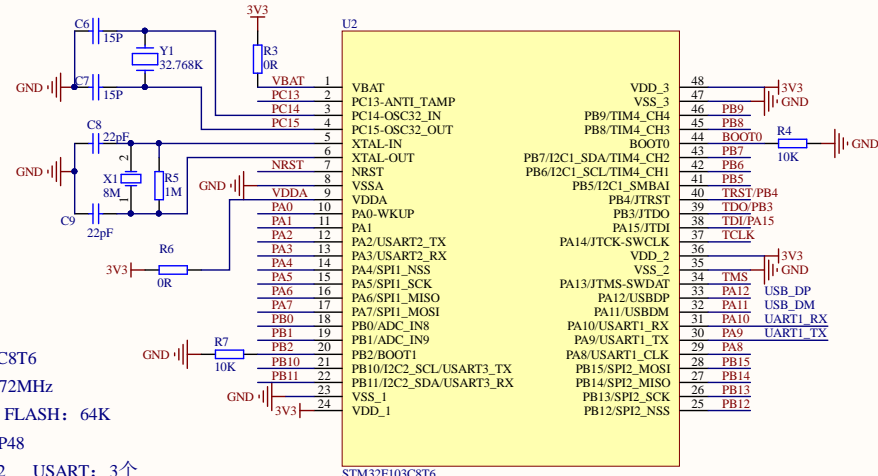 C6
15P
Y1
32.768K
C7
15P
GND
3V3
R3
0R
U2
C8
22pF
GND
X1
8M
2
1
R5
1M
C9
22pF
GND
R6
3V3
0R
GND
R7
10K
GND
3V3
VBAT 1 VBAT
PC13 2 PC13-ANTI_TAMP
PC14 3 PC14-OSC32_IN
PC15 4 PC15-OSC32_OUT
5 XTAL-IN
6 XTAL-OUT
NRST 7 NRST
8 VSSA
VDDA 9 VDDA
PA0 10 PA0-WKUP
PA1 11 PA1
PA2 12 PA2/USART2_TX
PA3 13 PA3/USART2_RX
PA4 14 PA4/SPI1_NSS
PA5 15 PA5/SPI1_SCK
PA6 16 PA6/SPI1_MISO
PA7 17 PA7/SPI1_MOSI
PB0 18 PB0/ADC_IN8
PB1 19 PB1/ADC_IN9
PB2 20 PB2/BOOT1
PB10 21 PB10/I2C2_SCL/USART3_TX
PB11 22 PB11/I2C2_SDA/USART3_RX
23 VSS_1
24 VDD_1
VDD_3 48 3V3
VSS_3 47 GND
PB9/TIM4_CH4 46 PB9
PB8/TIM4_CH3 45 PB8
BOOT0 44 BOOT0
R4
10K
GND
PB7/I2C1_SDA/TIM4_CH2 43 PB7
PB6/I2C1_SCL/TIM4_CH1 42 PB6
PB5/I2C1_SMBAI 41 PB5
PB4/JTRST 40 TRST/PB4
PB3/JTDO 39 TDO/PB3
PA15/JTDI 38 TDI/PA15
PA14/JTCK-SWCLK 37 TCLK
VDD_2 36 3V3
VSS_2 35 GND
PA13/JTMS-SWDAT 34 TMS
PA12/USBDP 33 PA12 USB_DP
PA11/USBDM 32 PA11 USB_DM
PA10/USART1_RX 31 PA10 UART1_RX
PA9/USART1_TX 30 PA9 UART1_TX
PA8/USART1_CLK 29 PA8
PB15/SPI2_MOSI 28 PB15
PB14/SPI2_MISO 27 PB14
PB13/SPI2_SCK 26 PB13
PB12/SPI2_NSS 25 PB12
STM32F103C8T6
C8T6
72MHz
FLASH：64K
P48
2 USART：3个